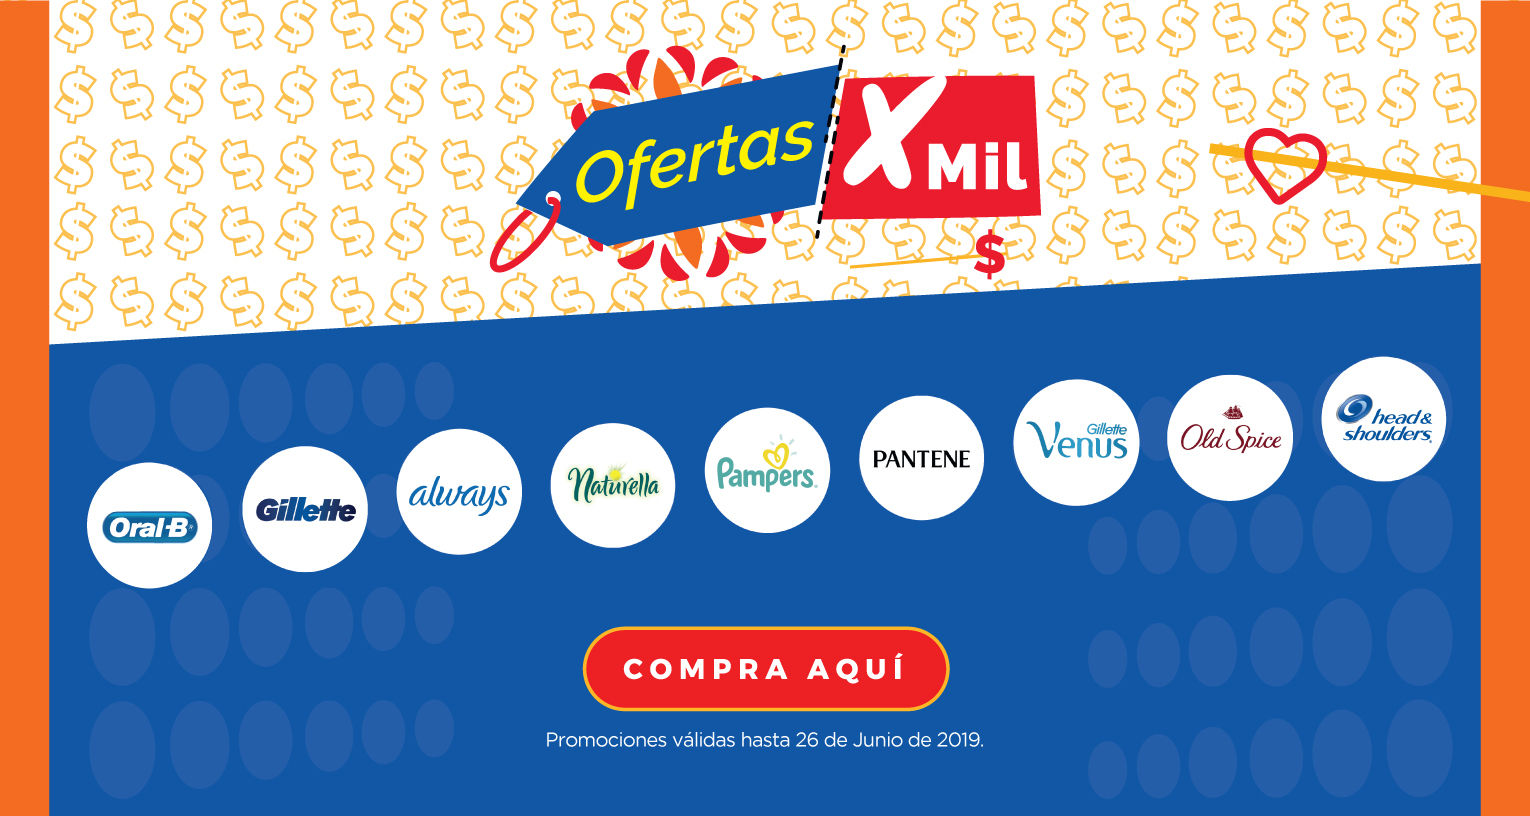 Ofertas
X Mil
$
Oral-B
Gillette
always
Naturella
Pampers
PANTENE
Gillette
Venus
Old Spice
head &
shoulders
COMPRA AQUÍ
Promociones válidas hasta 26 de Junio de 2019.